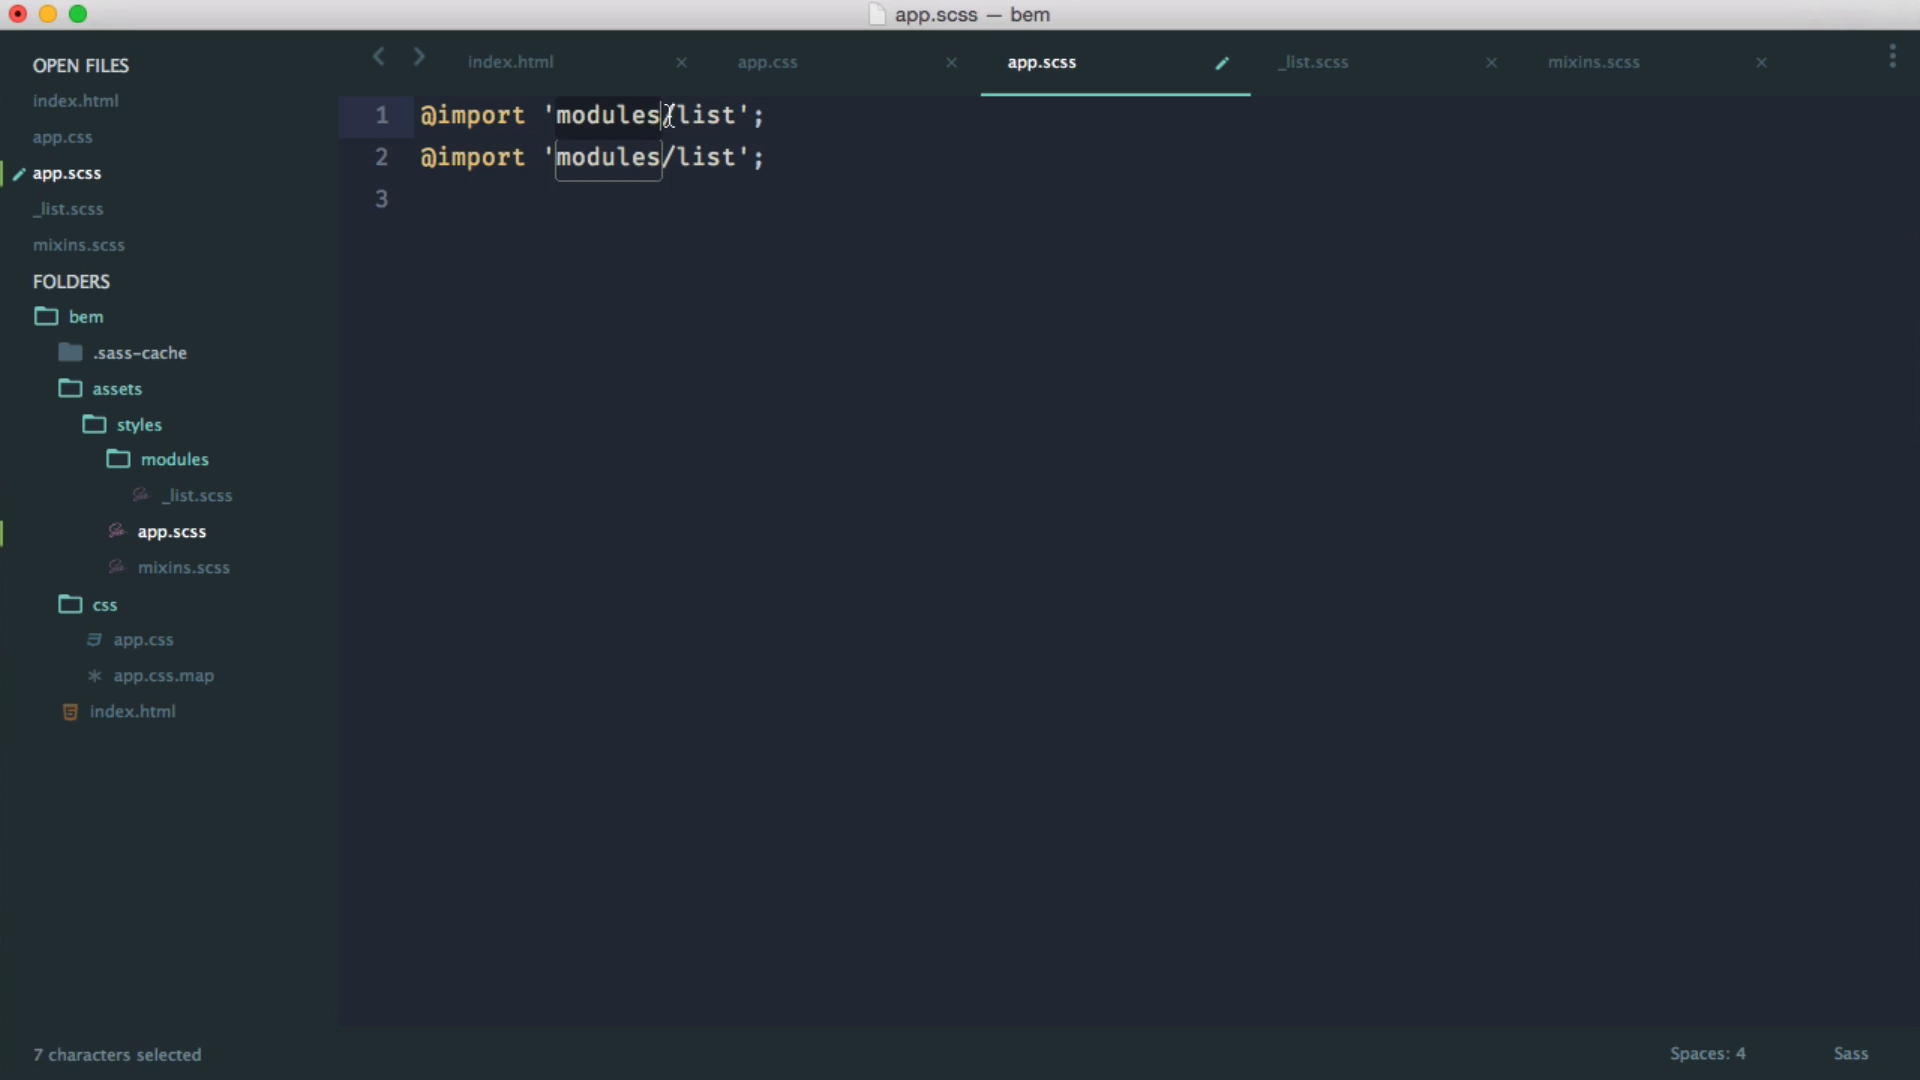 app.scss — bem
OPEN FILES
index.html
app.css
app.scss
_list.scss
mixins.scss
FOLDERS
bem
.sass-cache
assets
styles
modules
_list.scss
app.scss
mixins.scss
css
app.css
app.css.map
index.html
index.html
app.css
app.scss
_list.scss
mixins.scss
1 @import 'modules/list';
2 @import 'modules/list';
3
7 characters selected
Spaces: 4
Sass